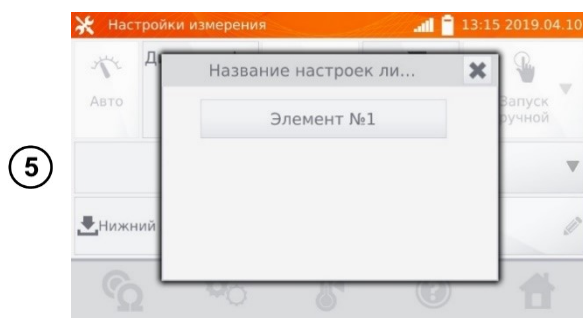 Настройки измерения 13:15 2019.04.10
Название настроек ли...
Авто
Запуск
ручной
Элемент №1
5
Нижний